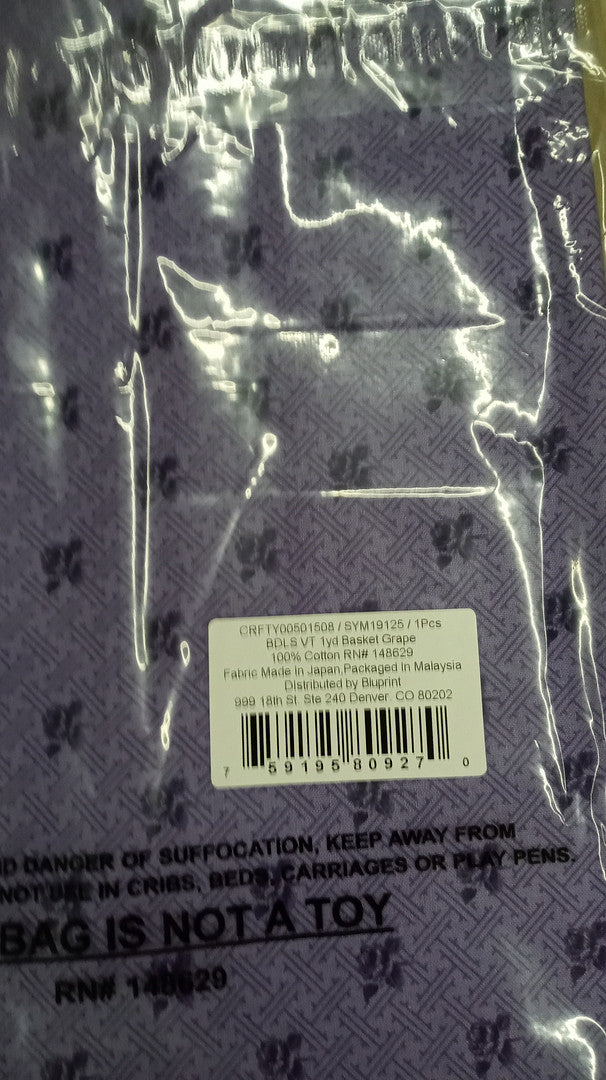 CRFTY00501508 / SYM19125 / 1Pcs
BDLS VT 1yd Basket Grape
100% Cotton RN# 148629
Fabric Made In Japan,Packaged In Malaysia
Distributed by Bluprint
999 18th St. Ste 240 Denver. CO 80202
7 59195 80927 0
DANGER OF SUFFOCATION, KEEP AWAY FROM
NOT USE IN CRIBS, BEDS, CARRIAGES OR PLAY PENS.
BAG IS NOT A TOY
RN# 148629